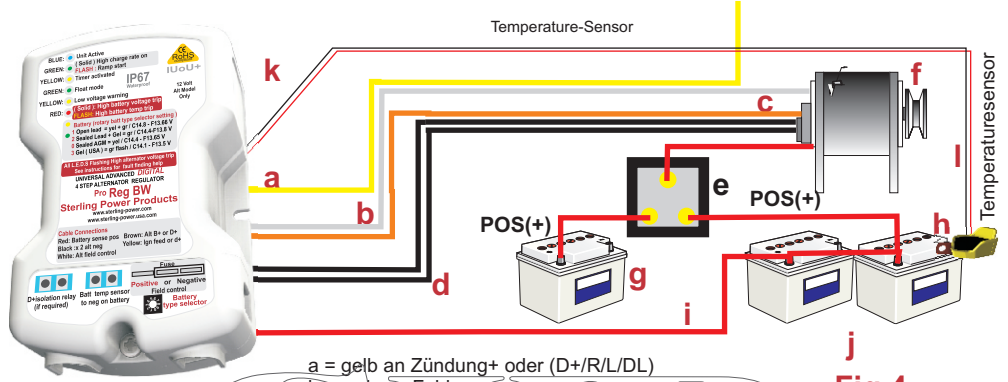 Temperature-Sensor
BLUE: Unit Active
GREEN: ( Solid ) High charge rate on
FLASH : Ramp start
YELLOW: Timer activated
GREEN: Float mode
YELLOW: Low voltage warning
RED: ( Solid ): High battery voltage trip
FLASH: High battery temp trip
CE
RoHS
IUoU+
IP67
Waterproof
12 Volt
Alt Model
Only
Battery (rotary batt type selector setting )
1 Open lead = yel + gr / C14.8 - F13.66 V
2 Sealed Lead + Gel = gr / C14.4-F13.8 V
8 Sealed AGM = yel / C14.4 - F13.65 V
3 Gel ( USA ) = gr flash / C14.1 - F13.5 V
All L.E.D.S Flashing High alternator voltage trip
See instructions for fault finding help
UNIVERSAL ADVANCED DIGITAL
4 STEP ALTERNATOR REGULATOR
Pro Reg BW
Sterling Power Products
www.sterling-power.com
www.sterling-power.usa.com
Cable Connections
Red: Battery sense pos Brown: Alt B+ or D+
Black :x 2 alt neg Yellow: Ign feed or d+
White: Alt field control
D+isolation relay
(if required)
Batt temp sensor
to neg on battery
Fuse
Positive or Negative
Field control
Battery
type selector
k
a
b
c
d
e
f
POS(+)
POS(+)
g
h
a
i
j
l
Temperaturesensor
a = gelb an Zündung+ oder (D+/R/L/DL)